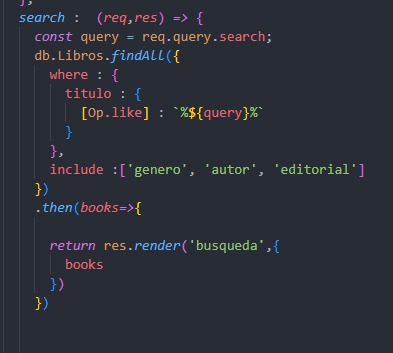 ],
search :  (req,res) => {
const query = req.query.search;
db.Libros.findAll({
where : {
titulo : {
[Op.like] : `%${query}%`
}
},
include :['genero', 'autor', 'editorial']
})
.then(books=>{
return res.render('busqueda',{
books
})
})